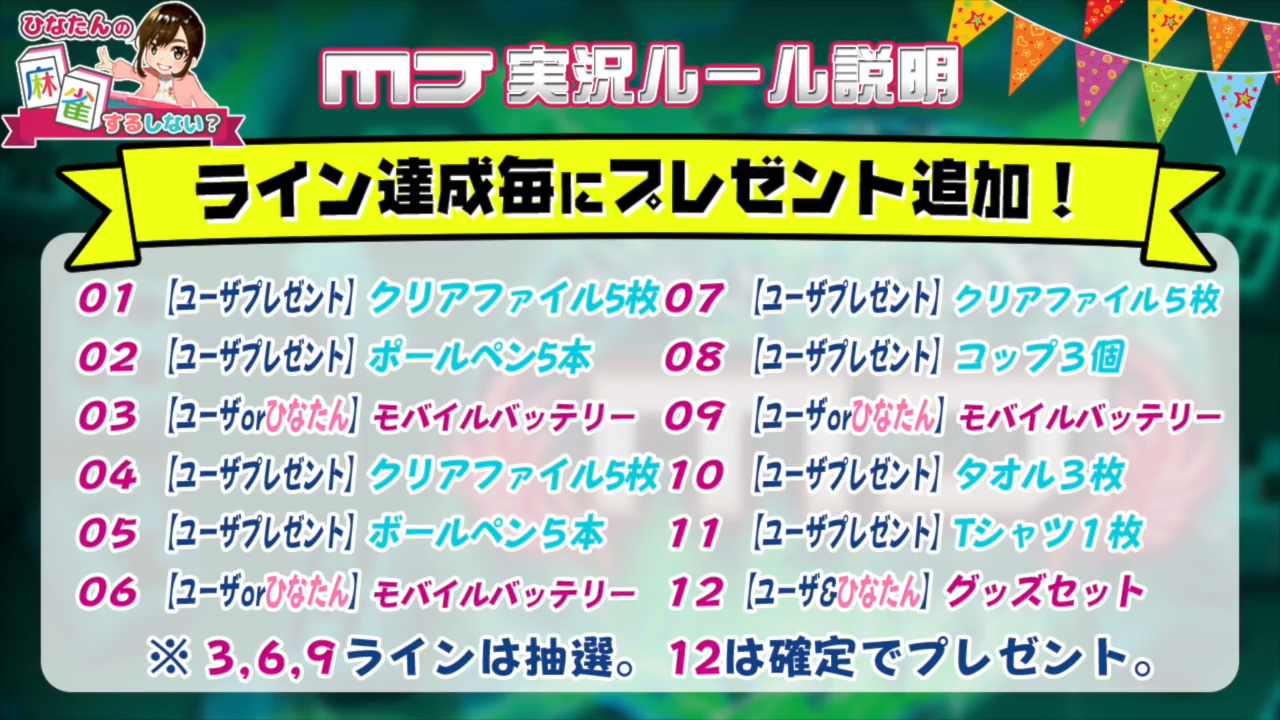 ひなたんの
麻
雀
するしない？
MJ 実況ルール説明
ライン達成毎にプレゼント追加！
01 【ユーザプレゼント】クリアファイル5枚
02 【ユーザプレゼント】ポールペン5本
03 【ユーザorひなたん】モバイルバッテリー
04 【ユーザプレゼント】クリアファイル5枚
05 【ユーザプレゼント】ボールペン５本
06 【ユーザorひなたん】モバイルバッテリー
07 【ユーザプレゼント】クリアファイル５枚
08 【ユーザプレゼント】コップ３個
09 【ユーザorひなたん】モバイルバッテリー
10 【ユーザプレゼント】タオル３枚
11 【ユーザプレゼント】Tシャツ１枚
12 【ユーザ&ひなたん】グッズセット
※ 3,6,9ラインは抽選。 12は確定でプレゼント。